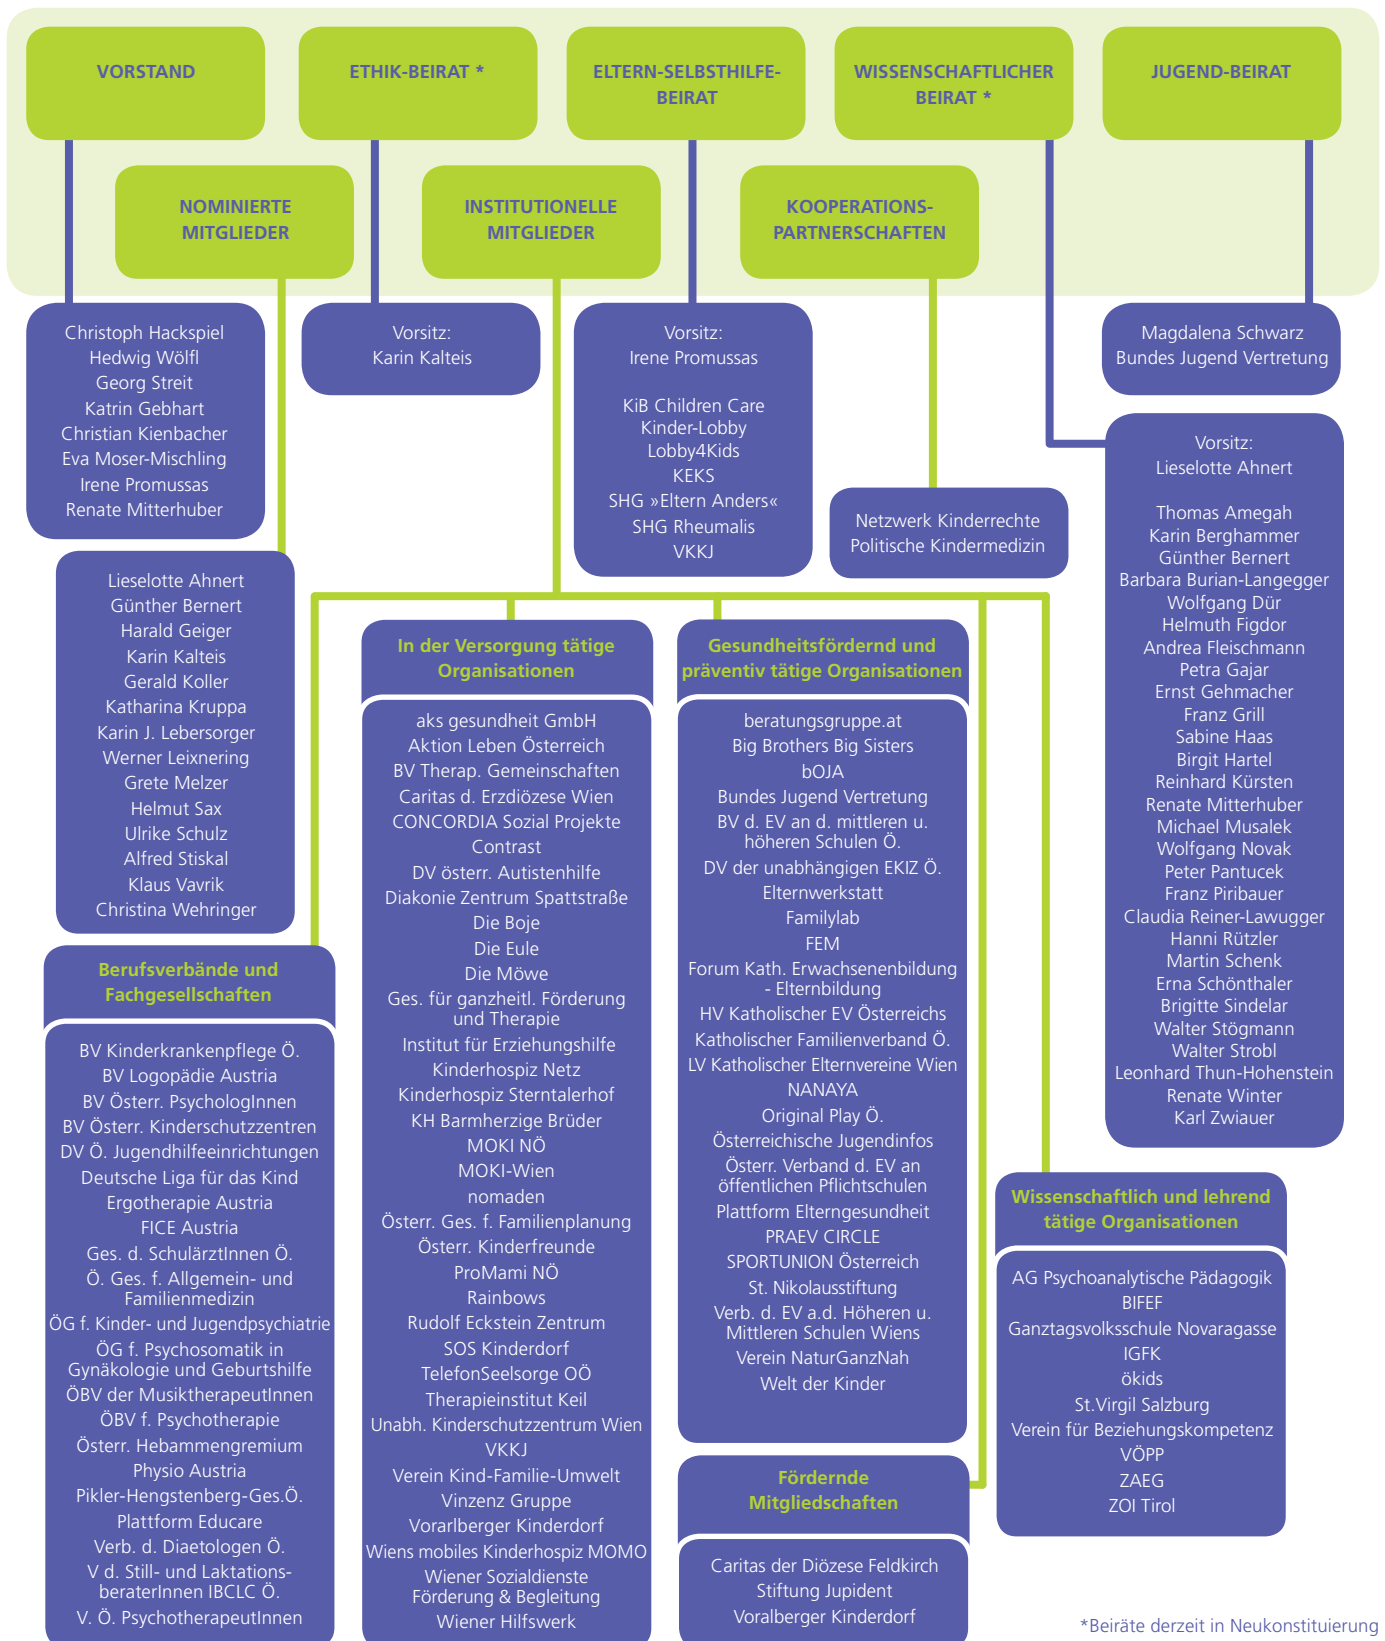 VORSTAND
ETHIK-BEIRAT *
ELTERN-SELBSTHILFE-
BEIRAT
WISSENSCHAFTLICHER
BEIRAT *
JUGEND-BEIRAT
NOMINIERTE
MITGLIEDER
INSTITUTIONELLE
MITGLIEDER
KOOPERATIONS-
PARTNERSCHAFTEN
Christoph Hackspiel
Hedwig Wölfl
Georg Streit
Katrin Gebhart
Christian Kienbacher
Eva Moser-Mischling
Irene Promussas
Renate Mitterhuber
Vorsitz:
Karin Kalteis
Vorsitz:
Irene Promussas
KiB Children Care
Kinder-Lobby
Lobby4Kids
KEKS
SHG »Eltern Anders«
SHG Rheumalis
VKKJ
Netzwerk Kinderrechte
Politische Kindermedizin
Magdalena Schwarz
Bundes Jugend Vertretung
Vorsitz:
Lieselotte Ahnert
Thomas Amegah
Karin Berghammer
Günther Bernert
Barbara Burian-Langegger
Wolfgang Dür
Helmuth Figdor
Andrea Fleischmann
Petra Gajar
Ernst Gehmacher
Franz Grill
Sabine Haas
Birgit Hartel
Reinhard Kürsten
Renate Mitterhuber
Michael Musalek
Wolfgang Novak
Peter Pantucek
Franz Piribauer
Claudia Reiner-Lawugger
Hanni Rützler
Martin Schenk
Erna Schönthaler
Brigitte Sindelar
Walter Stögmann
Walter Strobl
Leonhard Thun-Hohenstein
Renate Winter
Karl Zwiauer
Lieselotte Ahnert
Günther Bernert
Harald Geiger
Karin Kalteis
Gerald Koller
Katharina Kruppa
Karin J. Lebersorger
Werner Leixnering
Grete Melzer
Helmut Sax
Ulrike Schulz
Alfred Stiskal
Klaus Vavrik
Christina Wehringer
Berufsverbände und
Fachgesellschaften
BV Kinderkrankenpflege Ö.
BV Logopädie Austria
BV Österr. PsychologInnen
BV Österr. Kinderschutzzentren
DV Ö. Jugendhilfeeinrichtungen
Deutsche Liga für das Kind
Ergotherapie Austria
FICE Austria
Ges. d. SchulärztInnen Ö.
Ö. Ges. f. Allgemein- und
Familienmedizin
ÖG f. Kinder- und Jugendpsychiatrie
ÖG f. Psychosomatik in
Gynäkologie und Geburtshilfe
ÖBV der MusiktherapeutInnen
ÖBV f. Psychotherapie
Österr. Hebammengremium
Physio Austria
Pikler-Hengstenberg-Ges.Ö.
Plattform Educare
Verb. d. Diaetologen Ö.
V d. Still- und Laktations-
beraterInnen IBCLC Ö.
V. Ö. PsychotherapeutInnen
In der Versorgung tätige
Organisationen
aks gesundheit GmbH
Aktion Leben Österreich
BV Therap. Gemeinschaften
Caritas d. Erzdiözese Wien
CONCORDIA Sozial Projekte
Contrast
DV österr. Autistenhilfe
Diakonie Zentrum Spattstraße
Die Boje
Die Eule
Die Möwe
Ges. für ganzheitl. Förderung
und Therapie
Institut für Erziehungshilfe
Kinderhospiz Netz
Kinderhospiz Sterntalerhof
KH Barmherzige Brüder
MOKI NÖ
MOKI-Wien
nomaden
Österr. Ges. f. Familienplanung
Österr. Kinderfreunde
ProMami NÖ
Rainbows
Rudolf Eckstein Zentrum
SOS Kinderdorf
TelefonSeelsorge OÖ
Therapieinstitut Keil
Unabh. Kinderschutzzentrum Wien
VKKJ
Verein Kind-Familie-Umwelt
Vinzenz Gruppe
Vorarlberger Kinderdorf
Wiens mobiles Kinderhospiz MOMO
Wiener Sozialdienste
Förderung & Begleitung
Wiener Hilfswerk
Gesundheitsfördernd und
präventiv tätige Organisationen
beratungsgruppe.at
Big Brothers Big Sisters
bOJA
Bundes Jugend Vertretung
BV d. EV an d. mittleren u.
höheren Schulen Ö.
DV der unabhängigen EKIZ Ö.
Elternwerkstatt
Familylab
FEM
Forum Kath. Erwachsenenbildung
- Elternbildung
HV Katholischer EV Österreichs
Katholischer Familienverband Ö.
LV Katholischer Elternvereine Wien
NANAYA
Original Play Ö.
Österreichische Jugendinfos
Österr. Verband d. EV an
öffentlichen Pflichtschulen
Plattform Elterngesundheit
PRAEV CIRCLE
SPORTUNION Österreich
St. Nikolausstiftung
Verb. d. EV a.d. Höheren u.
Mittleren Schulen Wiens
Verein NaturGanzNah
Welt der Kinder
Fördernde
Mitgliedschaften
Caritas der Diözese Feldkirch
Stiftung Jupident
Voralberger Kinderdorf
Wissenschaftlich und lehrend
tätige Organisationen
AG Psychoanalytische Pädagogik
BIFEF
Ganztagsvolksschule Novaragasse
IGFK
ökids
St.Virgil Salzburg
Verein für Beziehungskompetenz
VÖPP
ZAEG
ZOI Tirol
*Beiräte derzeit in Neukonstituierung